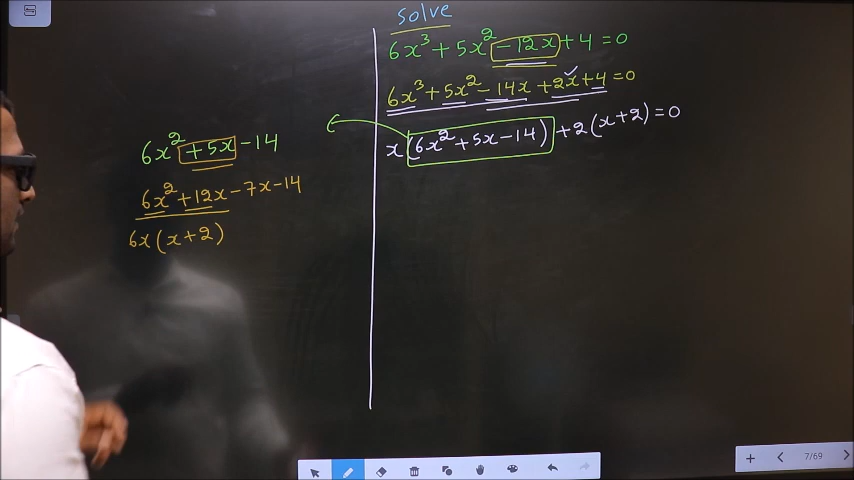 solve
6x³ + 5x² - 12x + 4 = 0
6x³ + 5x² - 14x + 2x + 4 = 0
x (6x² + 5x - 14) + 2 (x + 2) = 0
6x² + 5x - 14
6x² + 12x - 7x - 14
6x (x + 2)
7/69